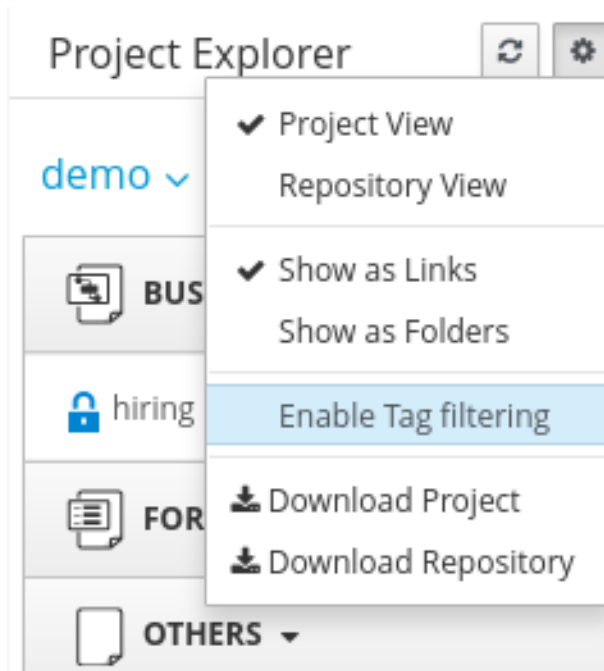 Project Explorer
Project View
demo
Repository View
Show as Links
BUS
Show as Folders
hiring
Enable Tag filtering
Download Project
FOR
Download Repository
OTHERS